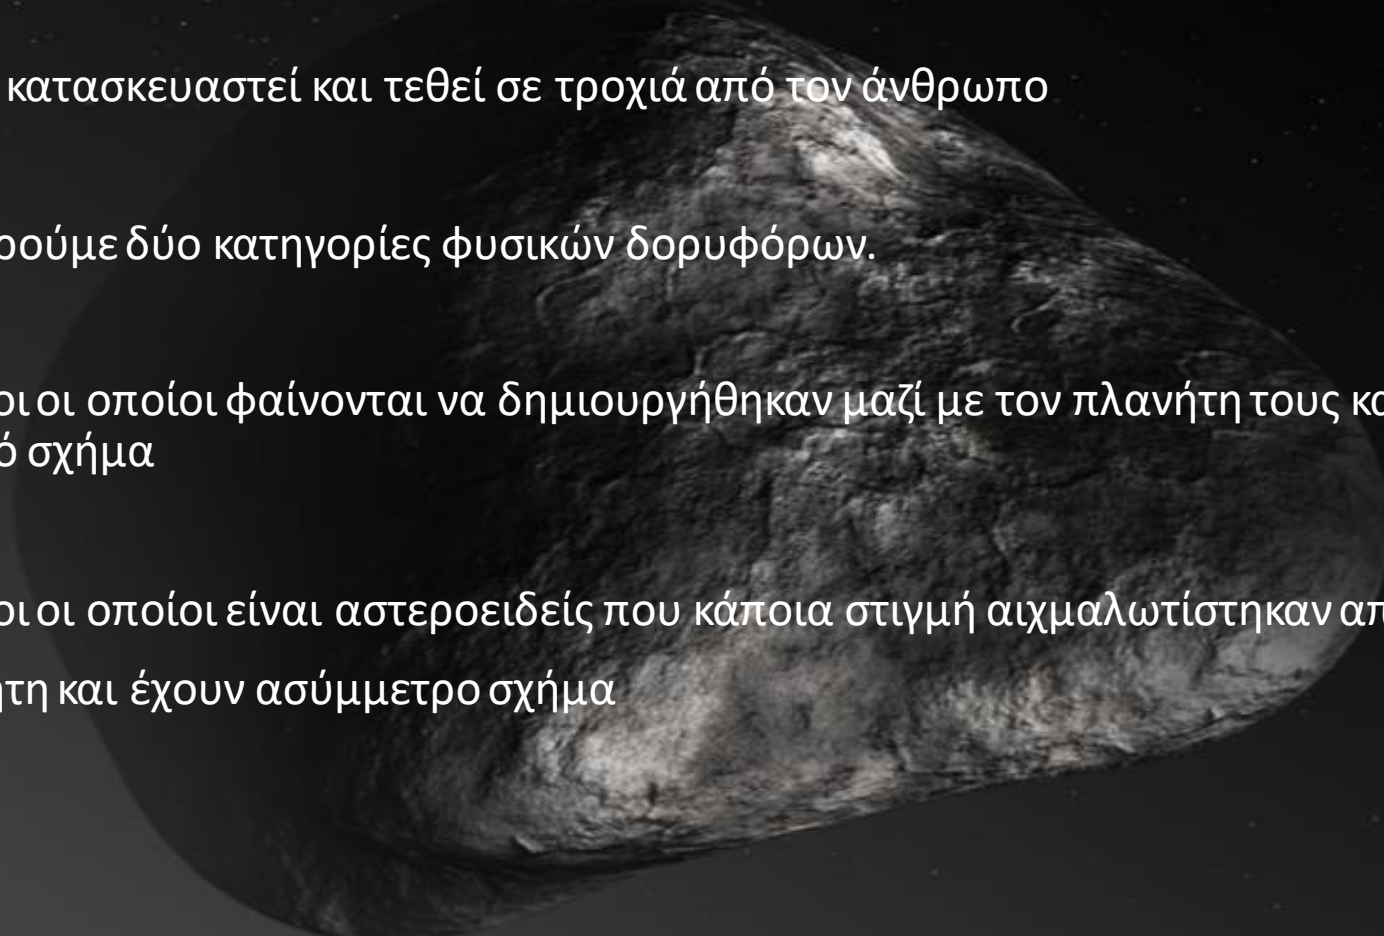 κατασκευαστεί και τεθεί σε τροχιά από τον άνθρωπο
ρούμε δύο κατηγορίες φυσικών δορυφόρων.
οι οι οποίοι φαίνονται να δημιουργήθηκαν μαζί με τον πλανήτη τους κα
ό σχήμα
οι οι οποίοι είναι αστεροειδείς που κάποια στιγμή αιχμαλωτίστηκαν απ
τη και έχουν ασύμμετρο σχήμα